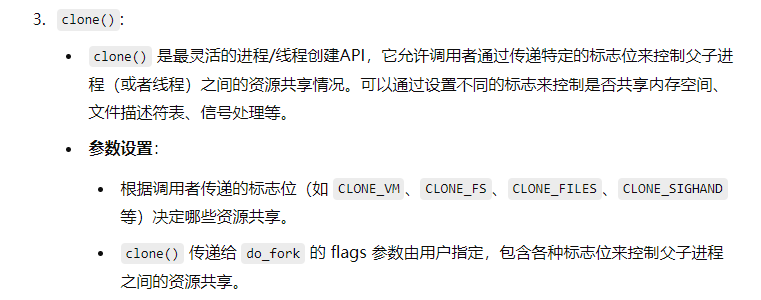 3. clone():
• clone() 是最灵活的进程/线程创建API，它允许调用者通过传递特定的标志位来控制父子进
程（或者线程）之间的资源共享情况。可以通过设置不同的标志来控制是否共享内存空间、
文件描述符表、信号处理等。
• 参数设置：
• 根据调用者传递的标志位（如 CLONE_VM、CLONE_FS、CLONE_FILES、CLONE_SIGHAND
等）决定哪些资源共享。
• clone() 传递给 do_fork 的 flags 参数由用户指定，包含各种标志位来控制父子进程
之间的资源共享。